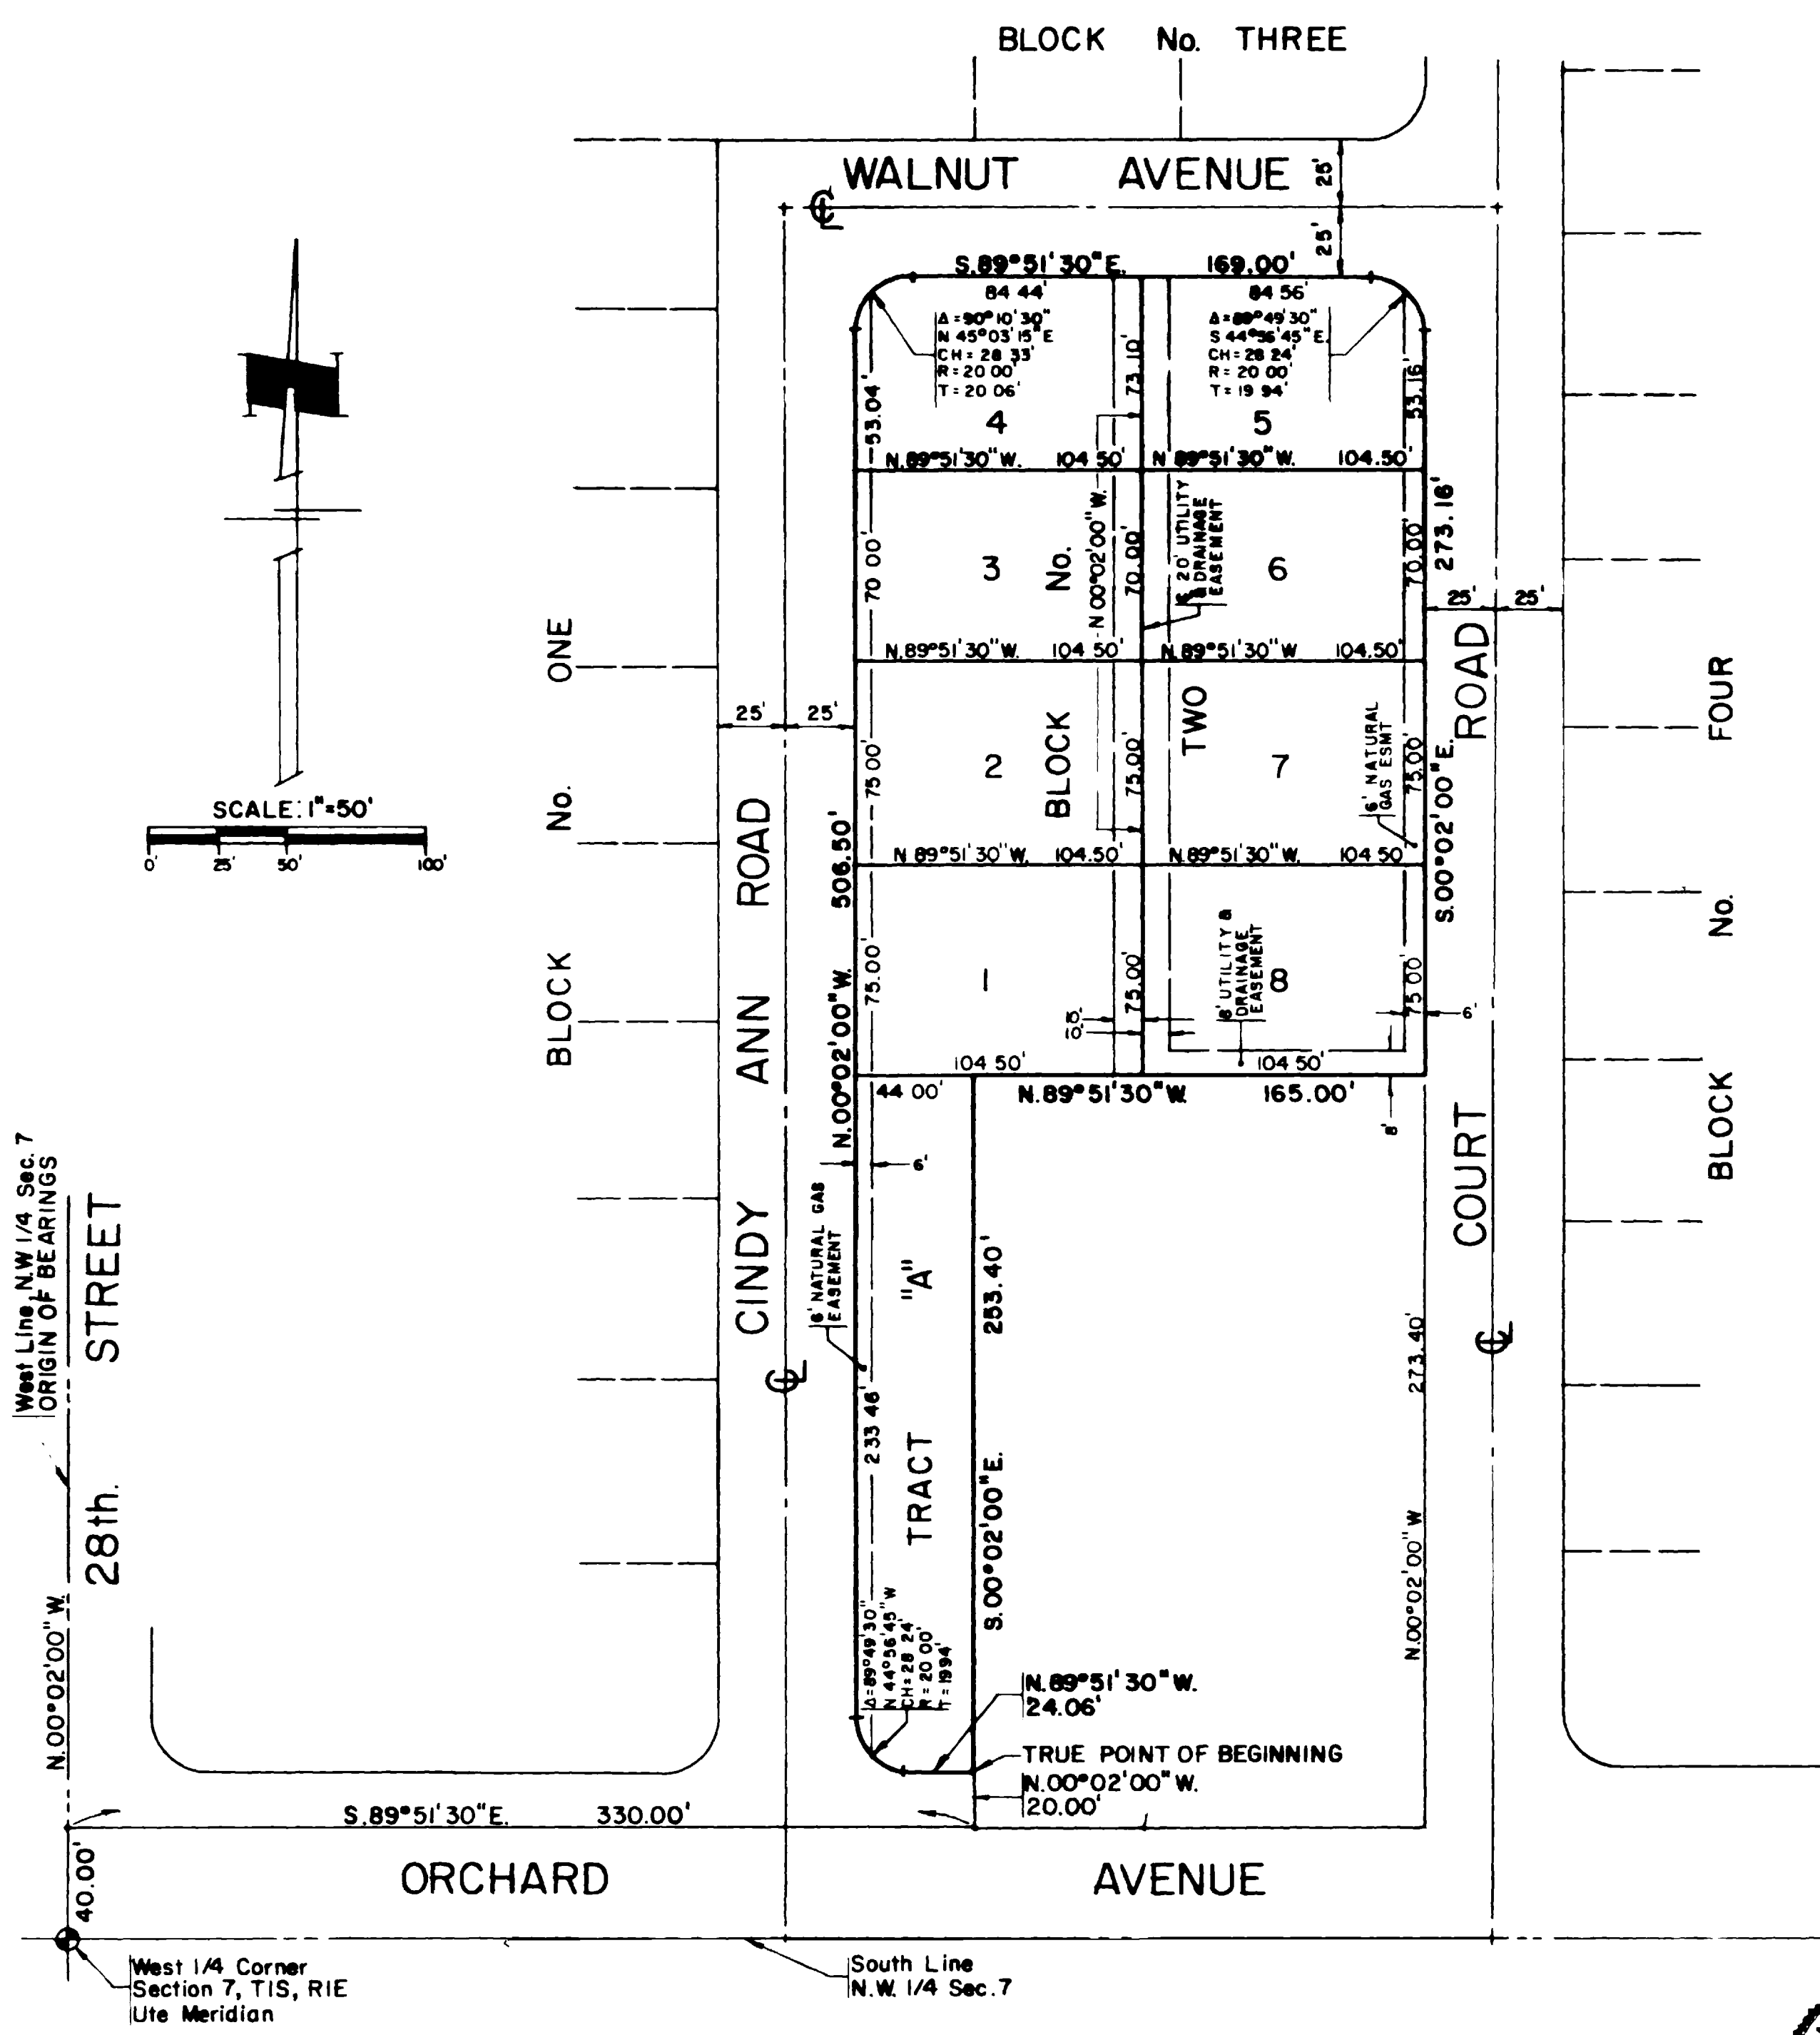 BLOCK No. THREE
WALNUT AVENUE
25'
25'
S.89°51'30"E. 169.00'
84 44'
84 56'
Δ=90°10'30"
N 45°03'15"E
CH=28 33'
R=20 00'
T=20 06'
Δ=89°49'30"
S 44°56'45"E.
CH=28 24'
R=20 00'
T=19 94'
53.04'
73.10'
53.16'
4
5
N.89°51'30"W. 104 50'
N 89°51'30"W. 104.50'
273.16'
70 00'
3
No.
N 00°02'00"W.
70.00'
20' UTILITY
& DRAINAGE
EASEMENT
6
70.00'
25'
25'
N.89°51'30"W. 104 50'
N.89°51'30"W 104.50'
SCALE: 1"=50'
0' 25' 50' 100'
BLOCK No. ONE
25'
25'
75 00'
2
BLOCK
75.00'
TWO
7
6' NATURAL
GAS ESMT
75.00'
S.00°02'00"E.
COURT ROAD
BLOCK No. FOUR
N 89°51'30"W. 104.50'
N.89°51'30"W. 104 50'
CINDY ANN ROAD
506.50'
N.00°02'00"W.
75.00'
1
75.00'
8' UTILITY &
DRAINAGE
EASEMENT
8
75 00'
6'
10'
104 50'
104 50'
44 00'
N.89°51'30"W. 165.00'
8'
6'
6' NATURAL GAS
EASEMENT
TRACT "A"
253.40'
S.00°02'00"E.
233 46'
273.40'
N.00°02'00"W
℄
℄
℄
West Line, N.W 1/4 Sec. 7
ORIGIN OF BEARINGS
28th. STREET
N.00°02'00"W.
Δ=89°49'30"
N 44°56'45"W
CH=28 24'
R=20 00'
T=1994'
N.89°51'30"W.
24.06'
TRUE POINT OF BEGINNING
N.00°02'00"W.
20.00'
S.89°51'30"E. 330.00'
40.00'
ORCHARD AVENUE
West 1/4 Corner
Section 7, T1S, R1E
Ute Meridian
South Line
N.W. 1/4 Sec.7